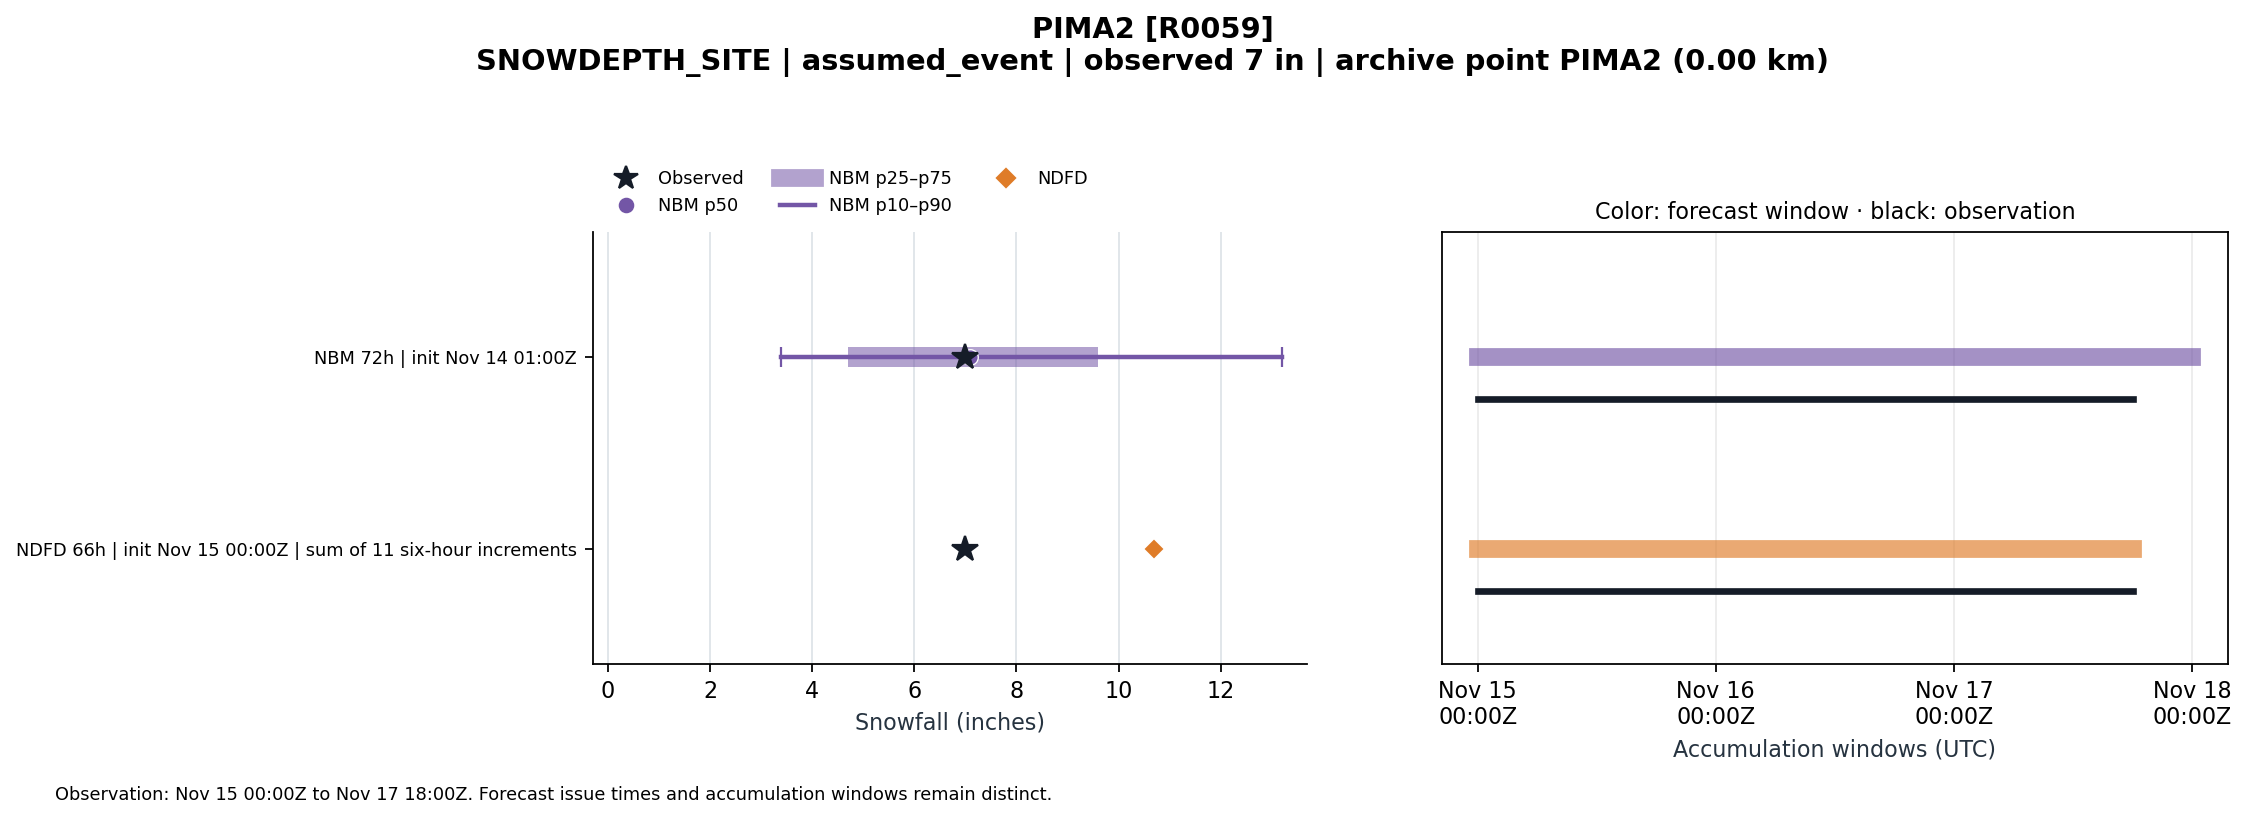 PIMA2 [R0059]
SNOWDEPTH_SITE | assumed_event | observed 7 in | archive point PIMA2 (0.00 km)
Observed
NBM p50
NBM p25–p75
NBM p10–p90
NDFD
NBM 72h | init Nov 14 01:00Z
NDFD 66h | init Nov 15 00:00Z | sum of 11 six-hour increments
0 2 4 6 8 10 12
Snowfall (inches)
Color: forecast window · black: observation
Nov 15 Nov 16 Nov 17 Nov 18
00:00Z 00:00Z 00:00Z 00:00Z
Accumulation windows (UTC)
Observation: Nov 15 00:00Z to Nov 17 18:00Z. Forecast issue times and accumulation windows remain distinct.